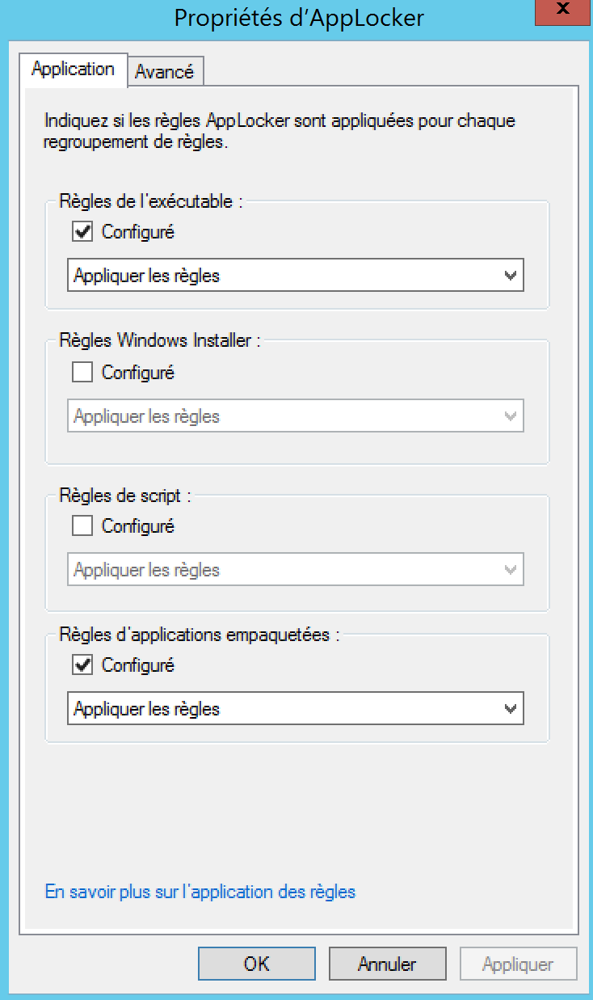 Propriétés d'AppLocker
x
Application
Avancé
Indiquez si les règles AppLocker sont appliquées pour chaque
regroupement de règles.
Règles de l'exécutable :
Configuré
Appliquer les règles
Règles Windows Installer :
Configuré
Appliquer les règles
Règles de script :
Configuré
Appliquer les règles
Règles d'applications empaquetées :
Configuré
Appliquer les règles
En savoir plus sur l'application des règles
OK
Annuler
Appliquer